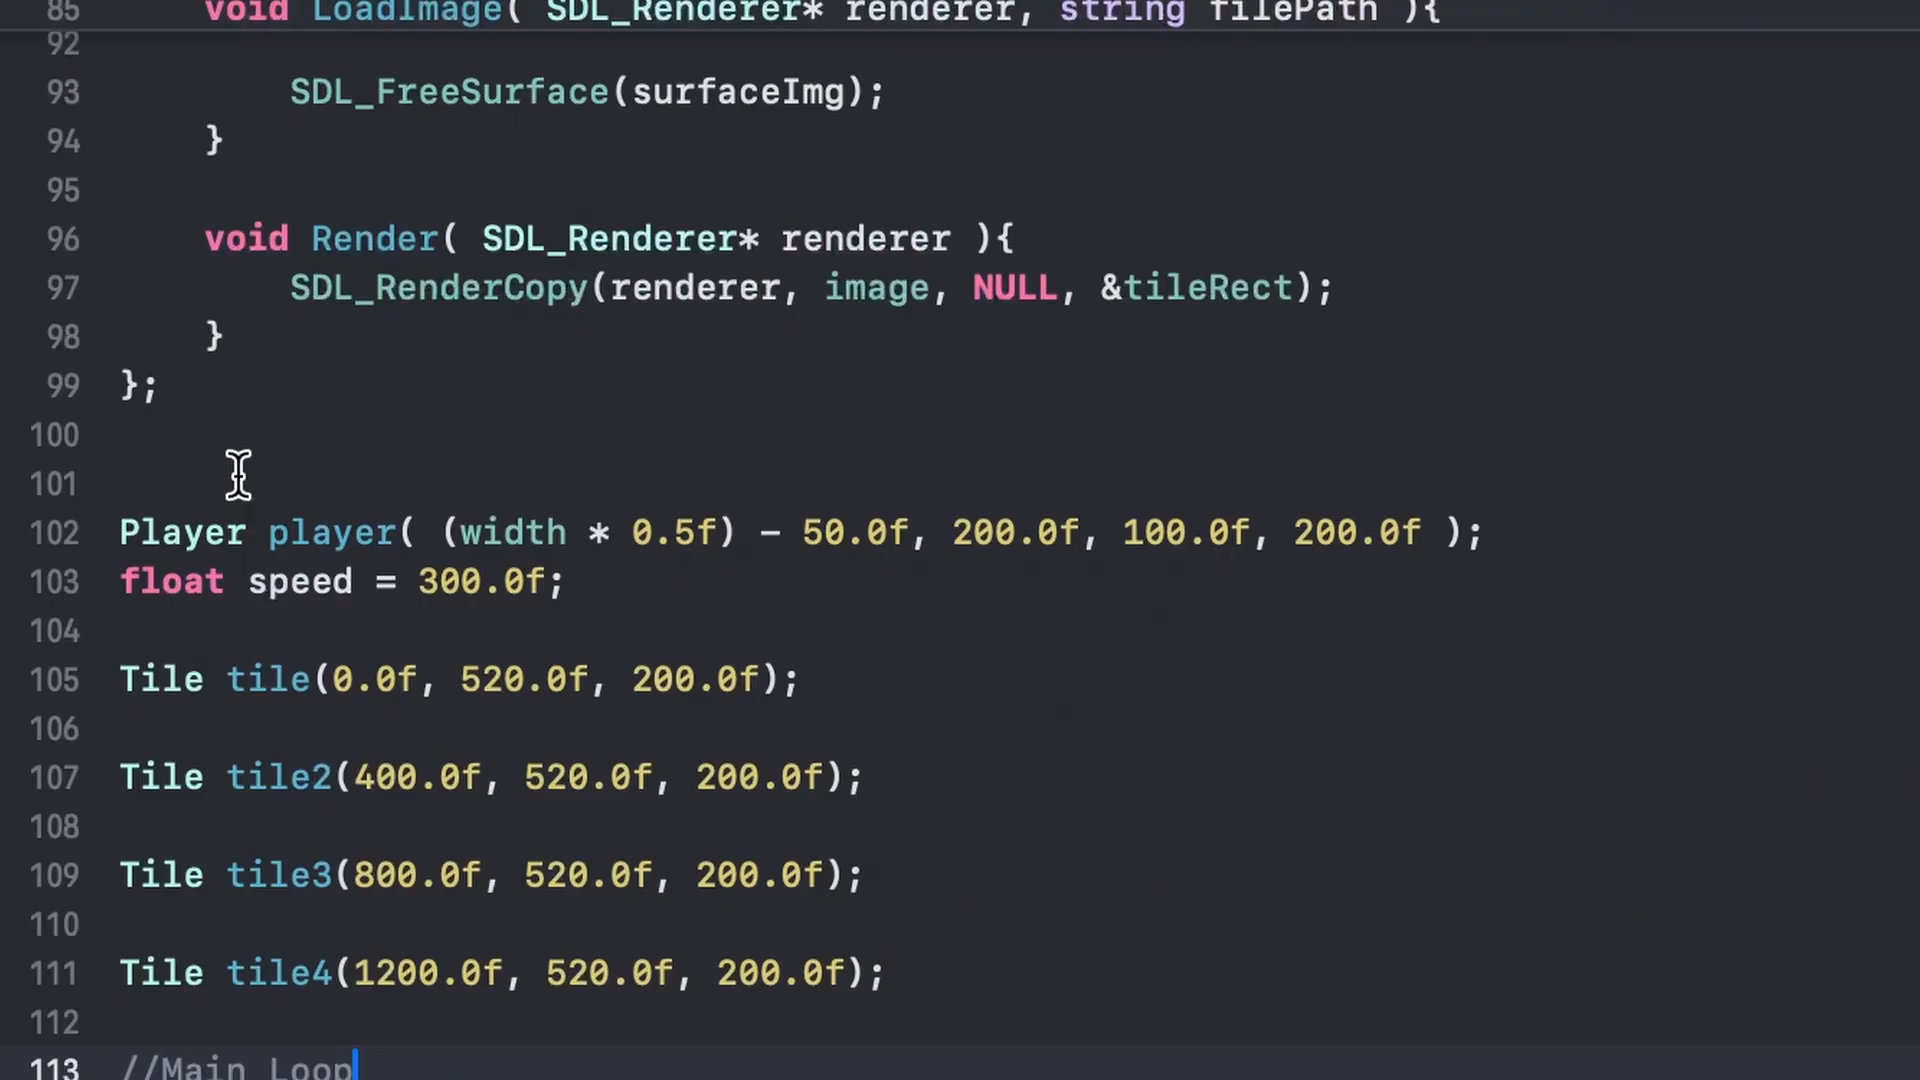 85 void LoadImage( SDL_Renderer* renderer, string filePath ){
92
93 SDL_FreeSurface(surfaceImg);
94 }
95
96 void Render( SDL_Renderer* renderer ){
97 SDL_RenderCopy(renderer, image, NULL, &tileRect);
98 }
99 };
100
101
102 Player player( (width * 0.5f) - 50.0f, 200.0f, 100.0f, 200.0f );
103 float speed = 300.0f;
104
105 Tile tile(0.0f, 520.0f, 200.0f);
106
107 Tile tile2(400.0f, 520.0f, 200.0f);
108
109 Tile tile3(800.0f, 520.0f, 200.0f);
110
111 Tile tile4(1200.0f, 520.0f, 200.0f);
112
113 //Main Loop